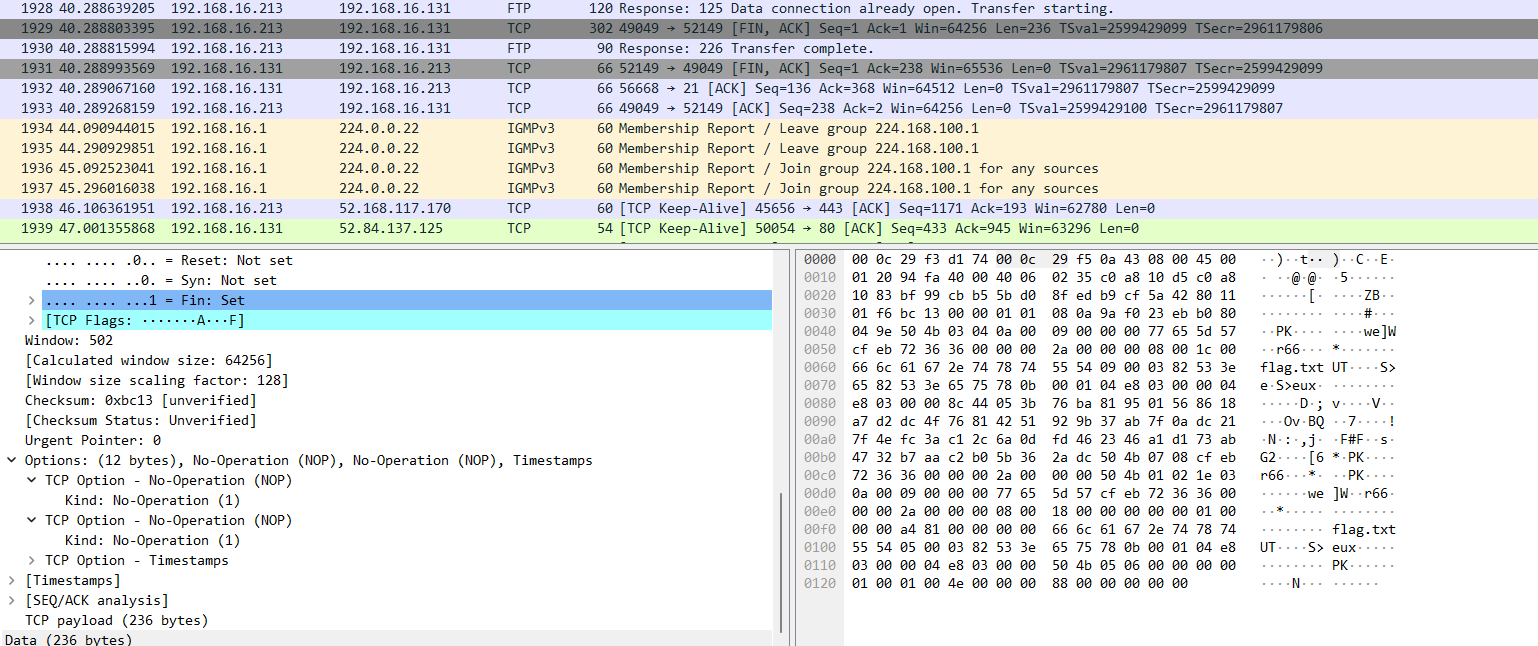 1928 40.288639205 192.168.16.213 192.168.16.131 FTP 120 Response: 125 Data connection already open. Transfer starting.
1929 40.288803395 192.168.16.213 192.168.16.131 TCP 302 49049 → 52149 [FIN, ACK] Seq=1 Ack=1 Win=64256 Len=236 TSval=2599429099 TSecr=2961179806
1930 40.288815994 192.168.16.213 192.168.16.131 FTP 90 Response: 226 Transfer complete.
1931 40.288993569 192.168.16.131 192.168.16.213 TCP 66 52149 → 49049 [FIN, ACK] Seq=1 Ack=238 Win=65536 Len=0 TSval=2961179807 TSecr=2599429099
1932 40.289067160 192.168.16.131 192.168.16.213 TCP 66 56668 → 21 [ACK] Seq=136 Ack=368 Win=64512 Len=0 TSval=2961179807 TSecr=2599429099
1933 40.289268159 192.168.16.213 192.168.16.131 TCP 66 49049 → 52149 [ACK] Seq=238 Ack=2 Win=64256 Len=0 TSval=2599429100 TSecr=2961179807
1934 44.090944015 192.168.16.1 224.0.0.22 IGMPv3 60 Membership Report / Leave group 224.168.100.1
1935 44.290929851 192.168.16.1 224.0.0.22 IGMPv3 60 Membership Report / Leave group 224.168.100.1
1936 45.092523041 192.168.16.1 224.0.0.22 IGMPv3 60 Membership Report / Join group 224.168.100.1 for any sources
1937 45.296016038 192.168.16.1 224.0.0.22 IGMPv3 60 Membership Report / Join group 224.168.100.1 for any sources
1938 46.106361951 192.168.16.213 52.168.117.170 TCP 60 [TCP Keep-Alive] 45656 → 443 [ACK] Seq=1171 Ack=193 Win=62780 Len=0
1939 47.001355868 192.168.16.131 52.84.137.125 TCP 54 [TCP Keep-Alive] 50054 → 80 [ACK] Seq=433 Ack=945 Win=63296 Len=0
.... .... .0.. = Reset: Not set
.... .... ..0. = Syn: Not set
.... .... ...1 = Fin: Set
[TCP Flags: ·······A···F]
Window: 502
[Calculated window size: 64256]
[Window size scaling factor: 128]
Checksum: 0xbc13 [unverified]
[Checksum Status: Unverified]
Urgent Pointer: 0
Options: (12 bytes), No-Operation (NOP), No-Operation (NOP), Timestamps
TCP Option - No-Operation (NOP)
Kind: No-Operation (1)
TCP Option - No-Operation (NOP)
Kind: No-Operation (1)
TCP Option - Timestamps
[Timestamps]
[SEQ/ACK analysis]
TCP payload (236 bytes)
Data (236 bytes)
0000 00 0c 29 f3 d1 74 00 0c 29 f5 0a 43 08 00 45 00 ··)··t·· )··C··E·
0010 01 20 94 fa 40 00 40 06 02 35 c0 a8 10 d5 c0 a8 · ··@·@· ·5······
0020 10 83 bf 99 cb b5 5b d0 8f ed b9 cf 5a 42 80 11 ······[· ····ZB··
0030 01 f6 bc 13 00 00 01 01 08 0a 9a f0 23 eb b0 80 ········ ····#···
0040 04 9e 50 4b 03 04 0a 00 09 00 00 00 77 65 5d 57 ··PK···· ····we]W
0050 cf eb 72 36 36 00 00 00 2a 00 00 00 08 00 1c 00 ··r66··· *·······
0060 66 6c 61 67 2e 74 78 74 55 54 09 00 03 82 53 3e flag.txt UT····S>
0070 65 82 53 3e 65 75 78 0b 00 01 04 e8 03 00 00 04 e·S>eux· ········
0080 e8 03 00 00 8c 44 05 3b 76 ba 81 95 01 56 86 18 ·····D·; v····V··
0090 a7 d2 dc 4f 76 81 42 51 92 9b 37 ab 7f 0a dc 21 ···Ov·BQ ··7····!
00a0 7f 4e fc 3a c1 2c 6a 0d fd 46 23 46 a1 d1 73 ab ·N·:·,j· ·F#F··s·
00b0 47 32 b7 aa c2 b0 5b 36 2a dc 50 4b 07 08 cf eb G2····[6 *·PK····
00c0 72 36 36 00 00 00 2a 00 00 00 50 4b 01 02 1e 03 r66···*· ··PK····
00d0 0a 00 09 00 00 00 77 65 5d 57 cf eb 72 36 36 00 ······we ]W··r66·
00e0 00 00 2a 00 00 00 08 00 18 00 00 00 00 00 01 00 ··*····· ········
00f0 00 00 a4 81 00 00 00 00 66 6c 61 67 2e 74 78 74 ········ flag.txt
0100 55 54 05 00 03 82 53 3e 65 75 78 0b 00 01 04 e8 UT····S> eux·····
0110 03 00 00 04 e8 03 00 00 50 4b 05 06 00 00 00 00 ········ PK······
0120 01 00 01 00 4e 00 00 00 88 00 00 00 00 00 ····N··· ······